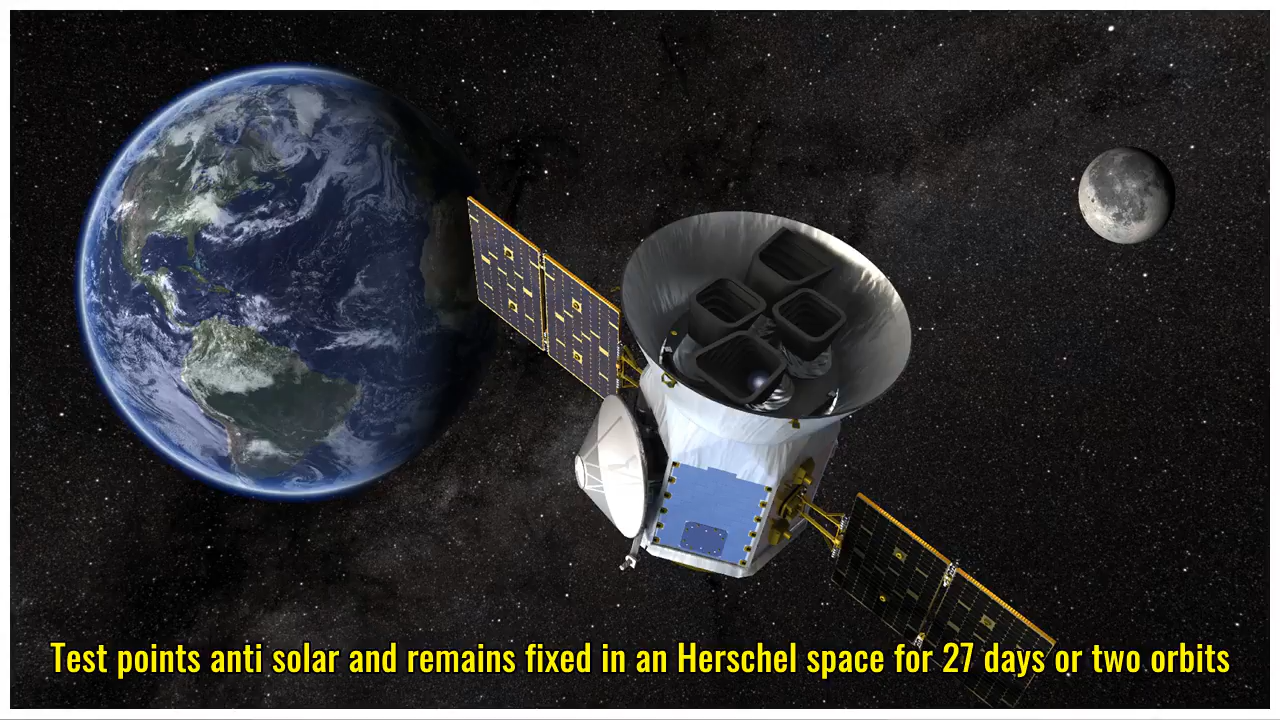 Test points anti solar and remains fixed in an Herschel space for 27 days or two orbits